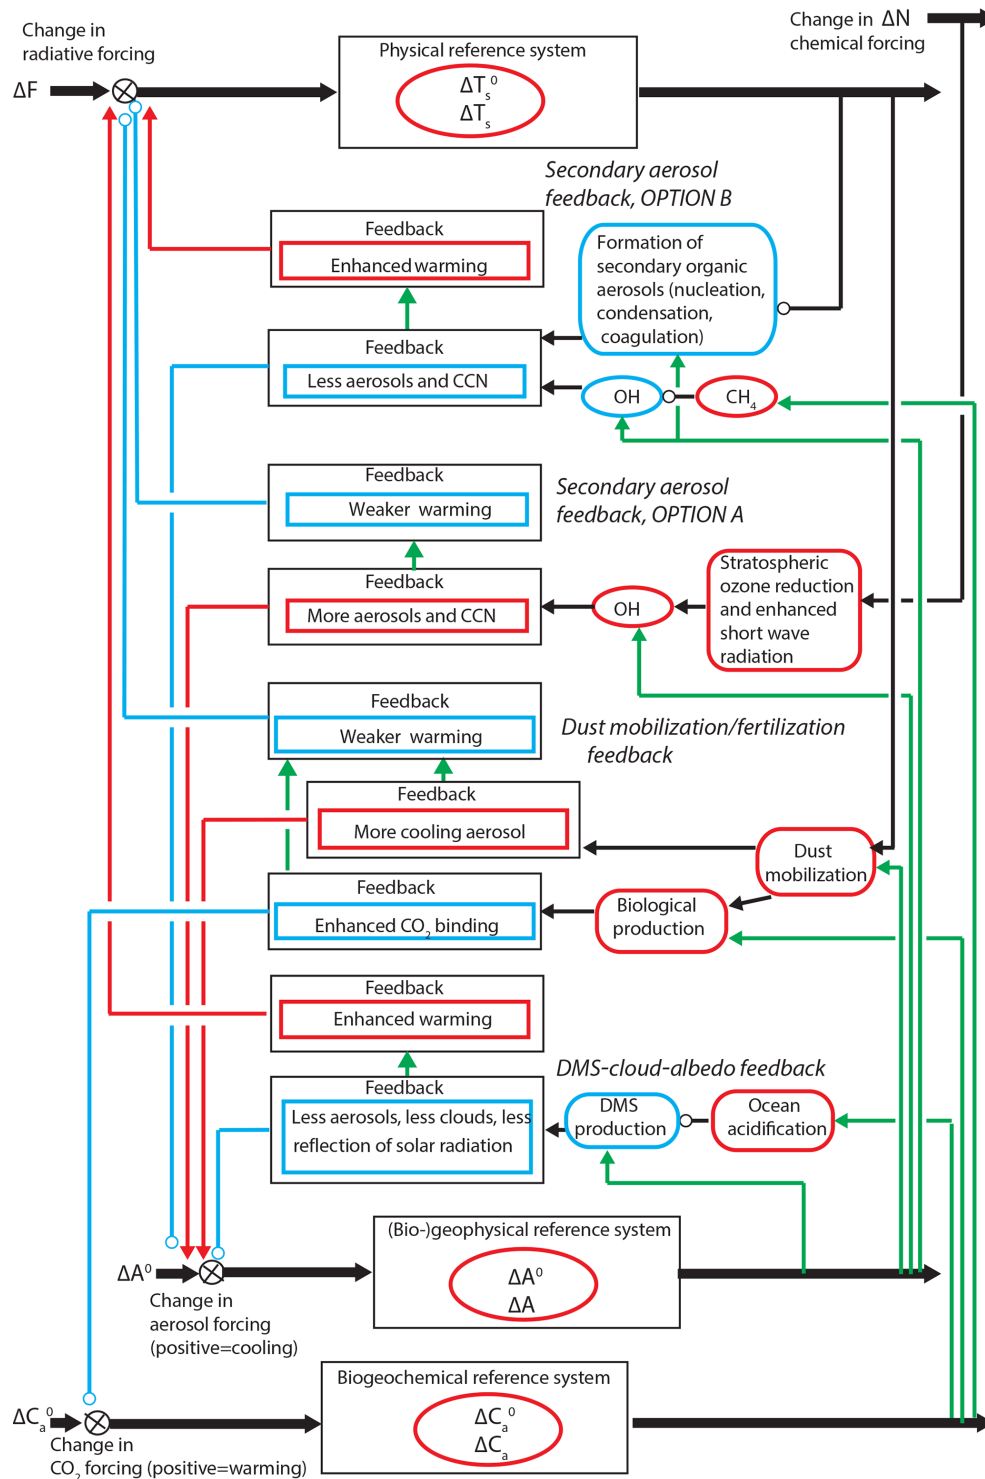 Change in
radiative forcing
ΔF
Physical reference system
ΔTₛ⁰
ΔTₛ
Change in ΔN
chemical forcing
Secondary aerosol
feedback, OPTION B
Feedback
Enhanced warming
Formation of
secondary organic
aerosols (nucleation,
condensation,
coagulation)
Feedback
Less aerosols and CCN
OH
CH₄
Feedback
Weaker warming
Secondary aerosol
feedback, OPTION A
Feedback
More aerosols and CCN
OH
Stratospheric
ozone reduction
and enhanced
short wave
radiation
Feedback
Weaker warming
Dust mobilization/fertilization
feedback
Feedback
More cooling aerosol
Dust
mobilization
Feedback
Enhanced CO₂ binding
Biological
production
Feedback
Enhanced warming
DMS-cloud-albedo feedback
Feedback
Less aerosols, less clouds, less
reflection of solar radiation
DMS
production
Ocean
acidification
(Bio-)geophysical reference system
ΔA⁰
ΔA
ΔA⁰
Change in
aerosol forcing
(positive=cooling)
Biogeochemical reference system
ΔCₐ⁰
ΔCₐ
ΔCₐ⁰
Change in
CO₂ forcing (positive=warming)